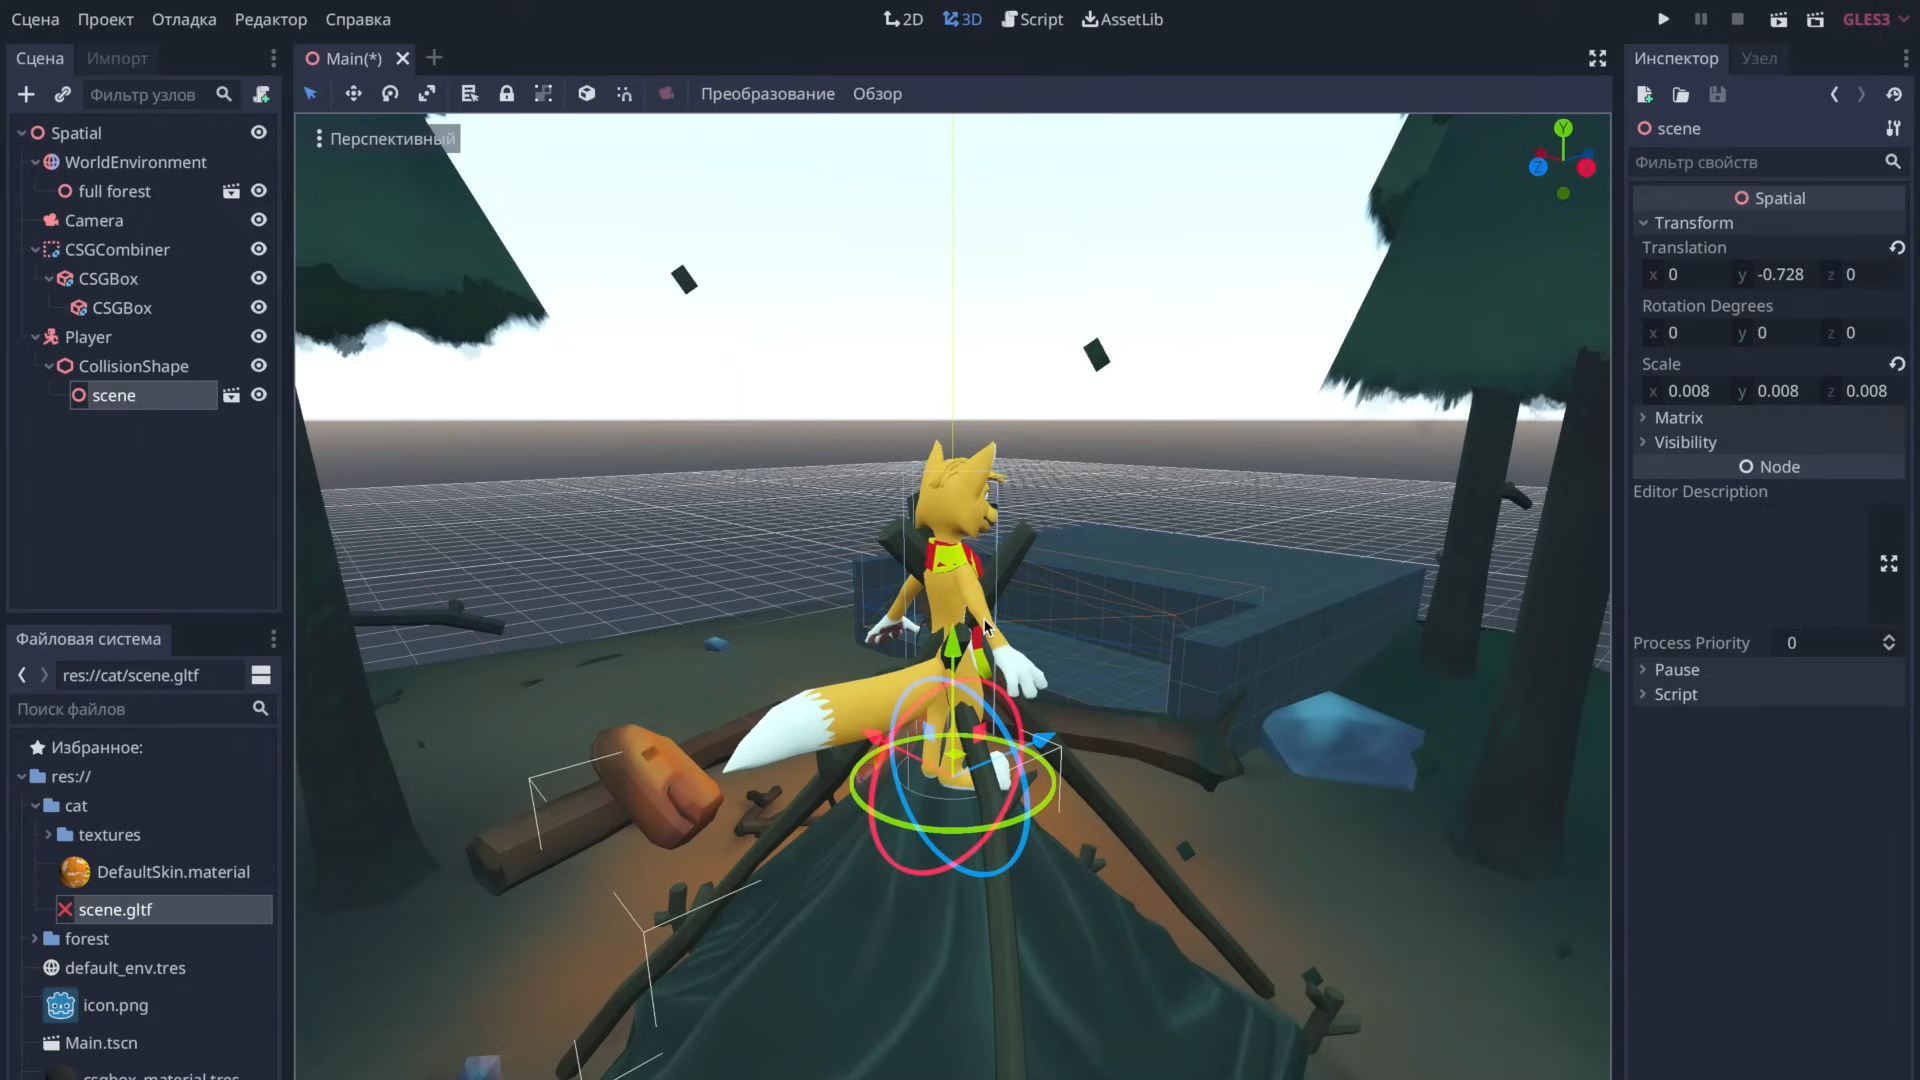 Сцена Проект Отладка Редактор Справка 2D 3D Script AssetLib GLES3
Сцена Импорт
Фильтр узлов
Spatial
WorldEnvironment
full forest
Camera
CSGCombiner
CSGBox
CSGBox
Player
CollisionShape
scene
Файловая система
res://cat/scene.gltf
Поиск файлов
Избранное:
res://
cat
textures
DefaultSkin.material
scene.gltf
forest
default_env.tres
icon.png
Main.tscn
csgbox_material.tres
Main(*)
Преобразование Обзор
Перспективный
Y
Z X
Инспектор Узел
scene
Фильтр свойств
Spatial
Transform
Translation
x 0 y -0.728 z 0
Rotation Degrees
x 0 y 0 z 0
Scale
x 0.008 y 0.008 z 0.008
Matrix
Visibility
Node
Editor Description
Process Priority 0
Pause
Script